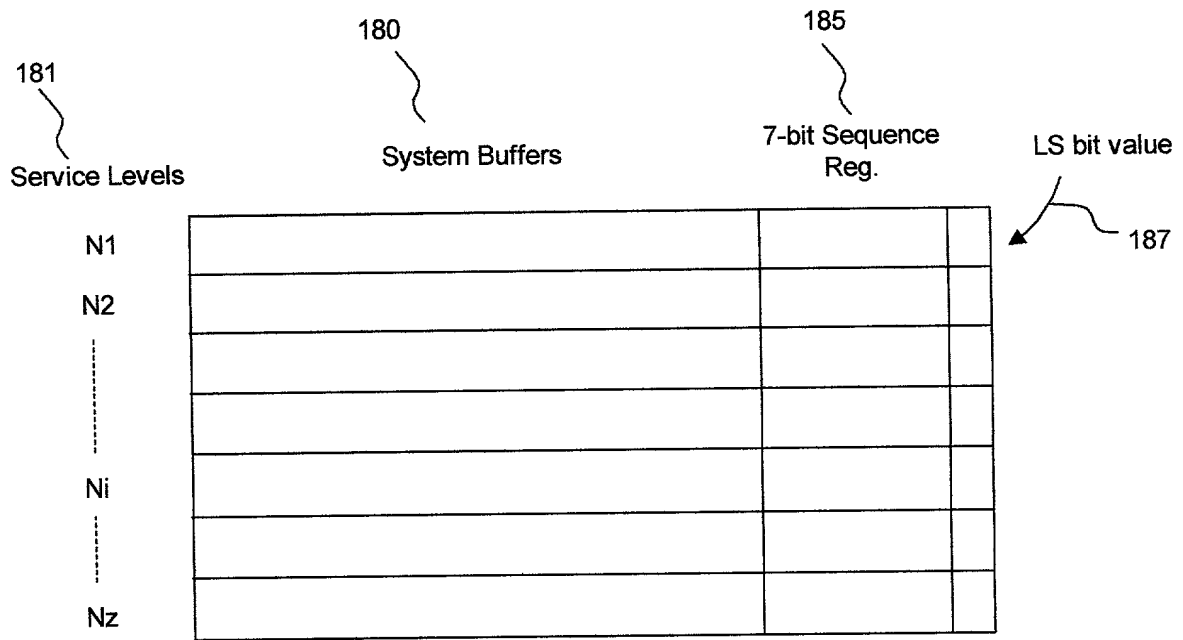 185
180
181
7-bit Sequence
Reg.
LS bit value
System Buffers
Service Levels
187
N1
N2
Ni
Nz